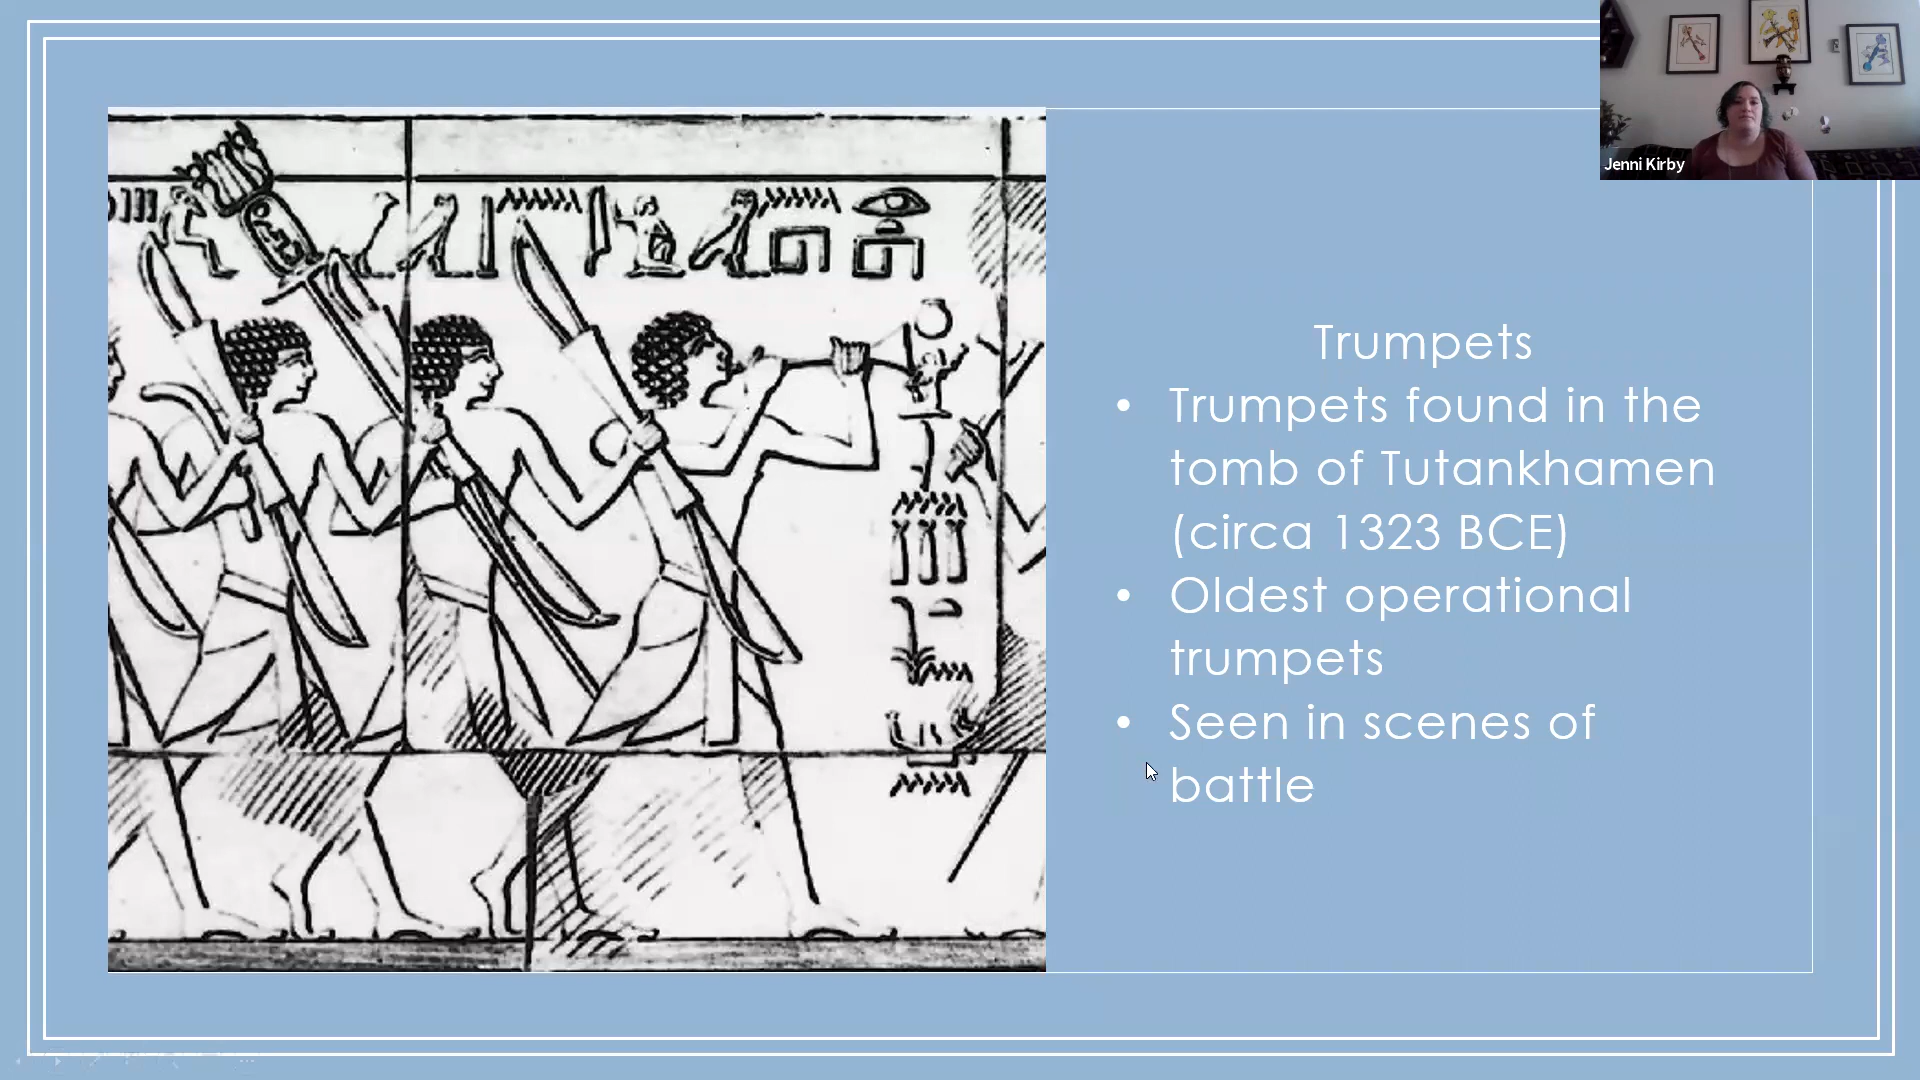 Jenni Kirby
Trumpets
• Trumpets found in the
tomb of Tutankhamen
(circa 1323 BCE)
• Oldest operational
trumpets
• Seen in scenes of
battle